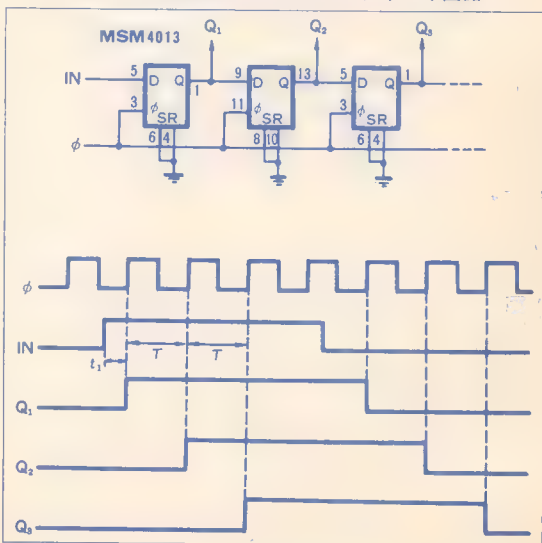 Q₁ Q₂ Q₃
MSM4013
IN 5 D Q 1 9 D Q 13 5 D Q 1
3 φ 11 φ 3 φ
SR SR SR
6 4 8 10 6 4
φ
φ
IN
t₁ T T
Q₁
Q₂
Q₃